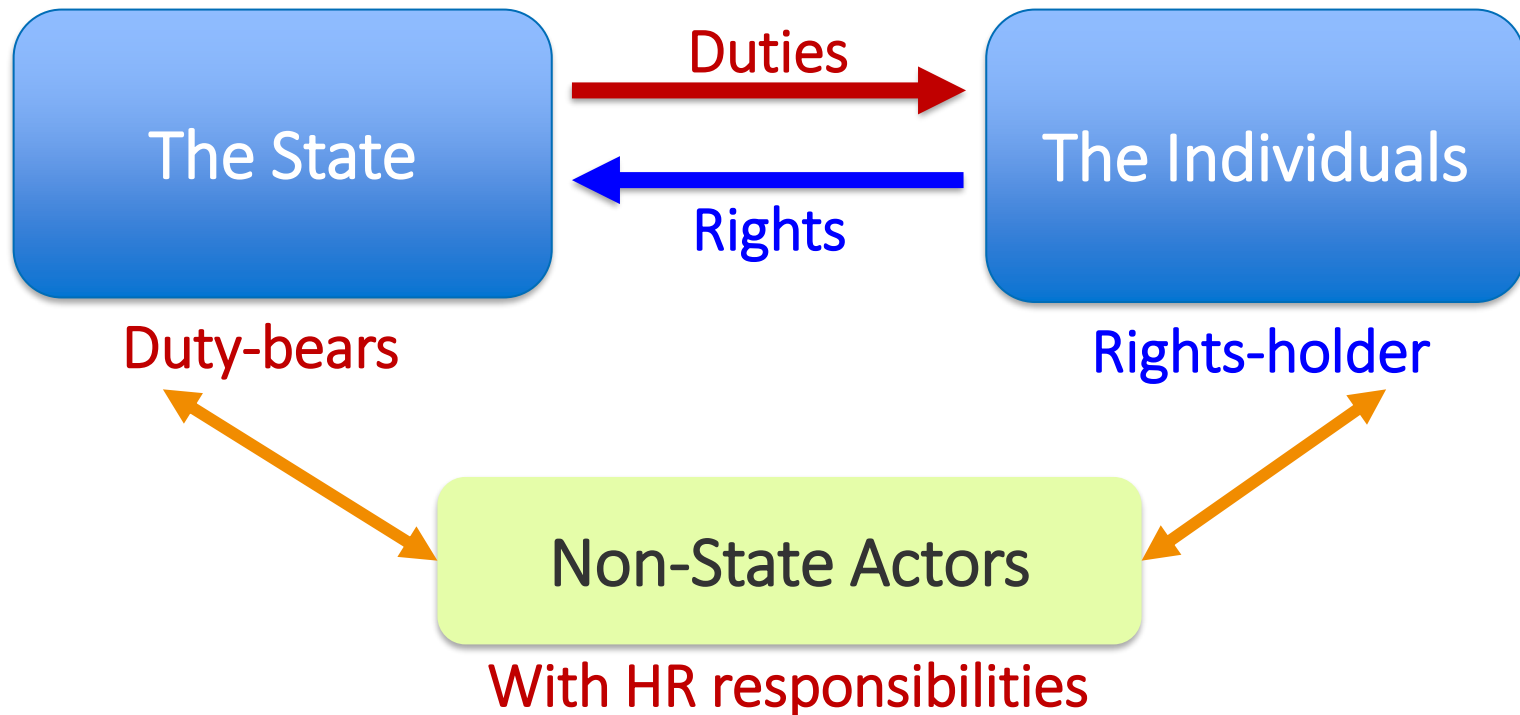 Duties
The State
The Individuals
Rights
Duty-bears
Rights-holder
Non-State Actors
With HR responsibilities